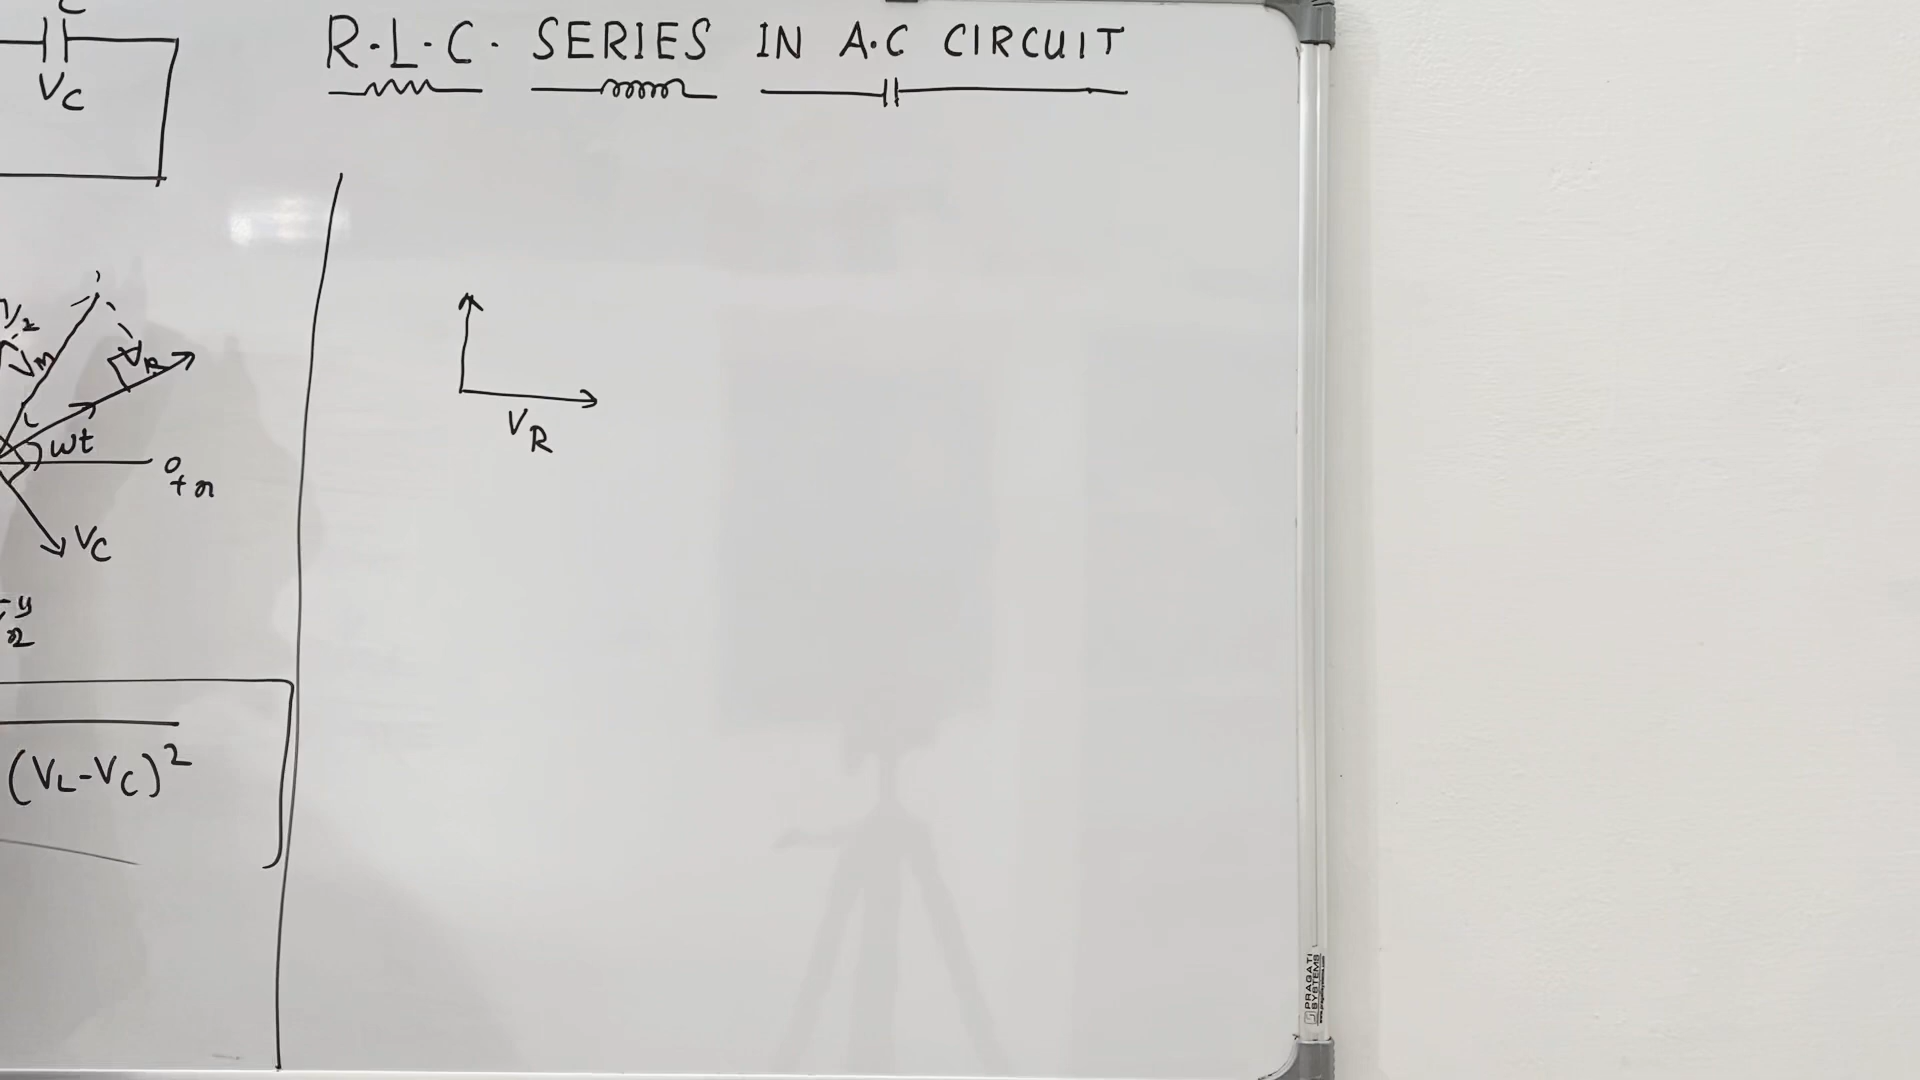 R.L.C. SERIES IN A.C CIRCUIT
C
VC
Vm
VR
ωt
VC
VR
(VL-VC)²
PRAGATI
SYSTEMS